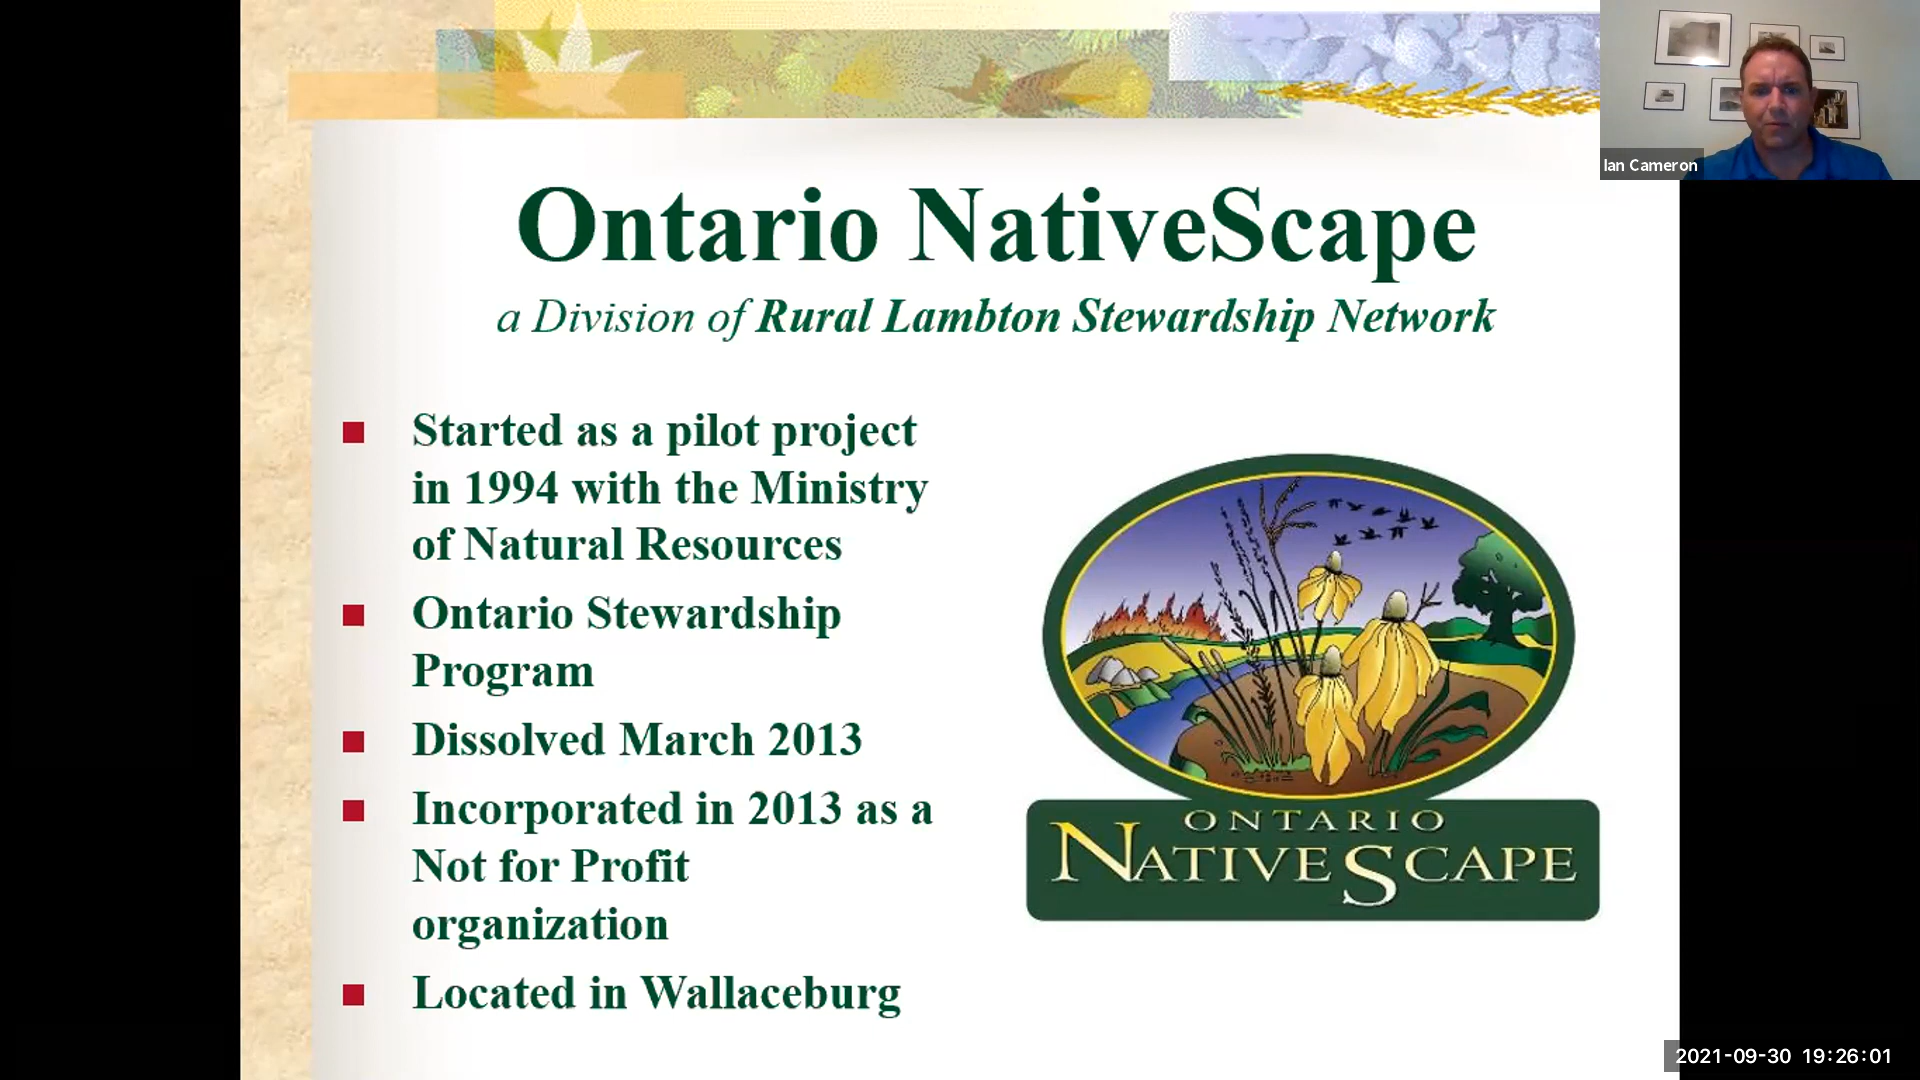 Ian Cameron
Ontario NativeScape
a Division of Rural Lambton Stewardship Network
Started as a pilot project
in 1994 with the Ministry
of Natural Resources
Ontario Stewardship
Program
Dissolved March 2013
Incorporated in 2013 as a
Not for Profit
organization
Located in Wallaceburg
ONTARIO
NATIVESCAPE
2021-09-30 19:26:01